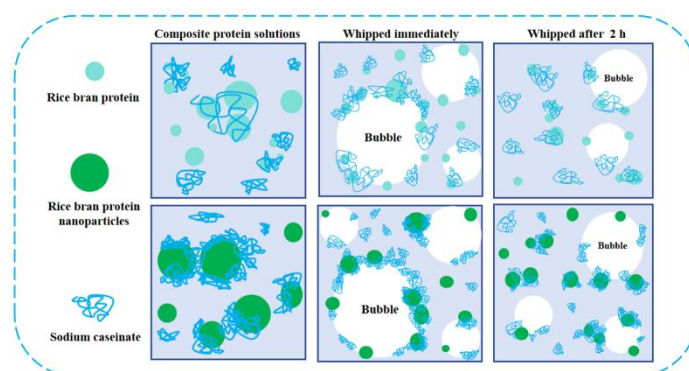 Composite protein solutions
Whipped immediately
Whipped after 2 h
Rice bran protein
Rice bran protein
nanoparticles
Sodium caseinate
Bubble
Bubble
Bubble
Bubble